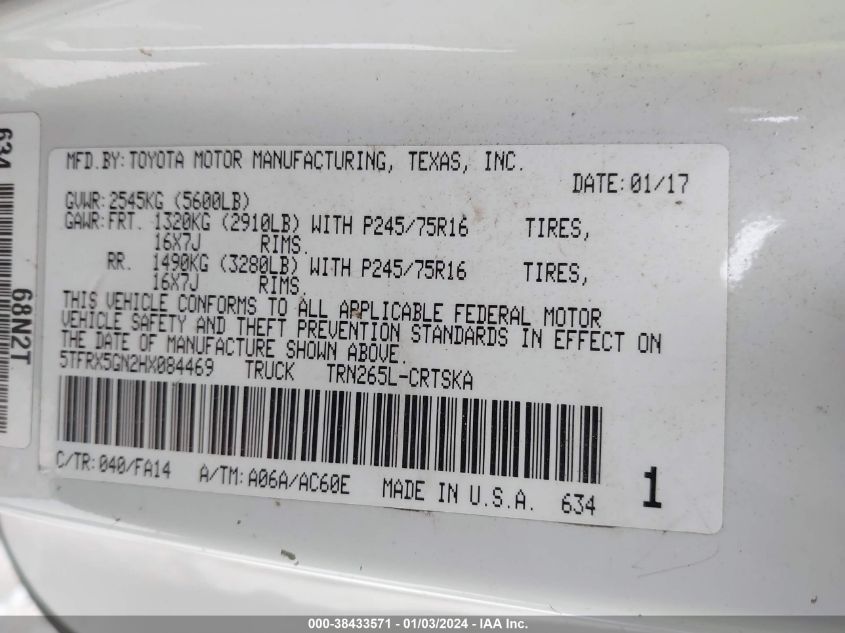 MFD.BY: TOYOTA MOTOR MANUFACTURING, TEXAS, INC.
DATE: 01/17
GVWR: 2545KG (5600LB)
GAWR: FRT. 1320KG (2910LB) WITH P245/75R16 TIRES,
16X7J RIMS.
RR. 1490KG (3280LB) WITH P245/75R16 TIRES,
16X7J RIMS.
THIS VEHICLE CONFORMS TO ALL APPLICABLE FEDERAL MOTOR
VEHICLE SAFETY AND THEFT PREVENTION STANDARDS IN EFFECT ON
THE DATE OF MANUFACTURE SHOWN ABOVE.
5TFRX5GN2HX084469 TRUCK TRN265L-CRTSKA
C/TR: 040/FA14 A/TM: A06A/AC60E MADE IN U.S.A. 634 1
634
68N2T
000-38433571 - 01/03/2024 - IAA Inc.